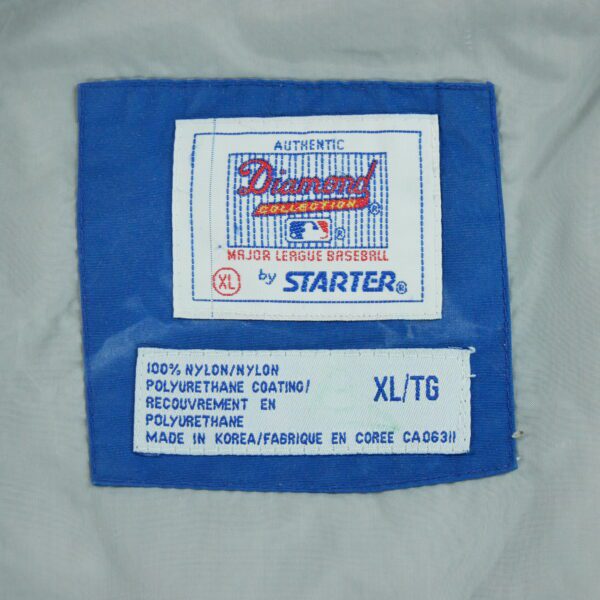 AUTHENTIC
Diamond
COLLECTION ®
®
MAJOR LEAGUE BASEBALL
XL by STARTER®
100% NYLON/NYLON
POLYURETHANE COATING/
RECOUVREMENT EN
POLYURETHANE
XL/TG
MADE IN KOREA/FABRIQUE EN COREE CA06311